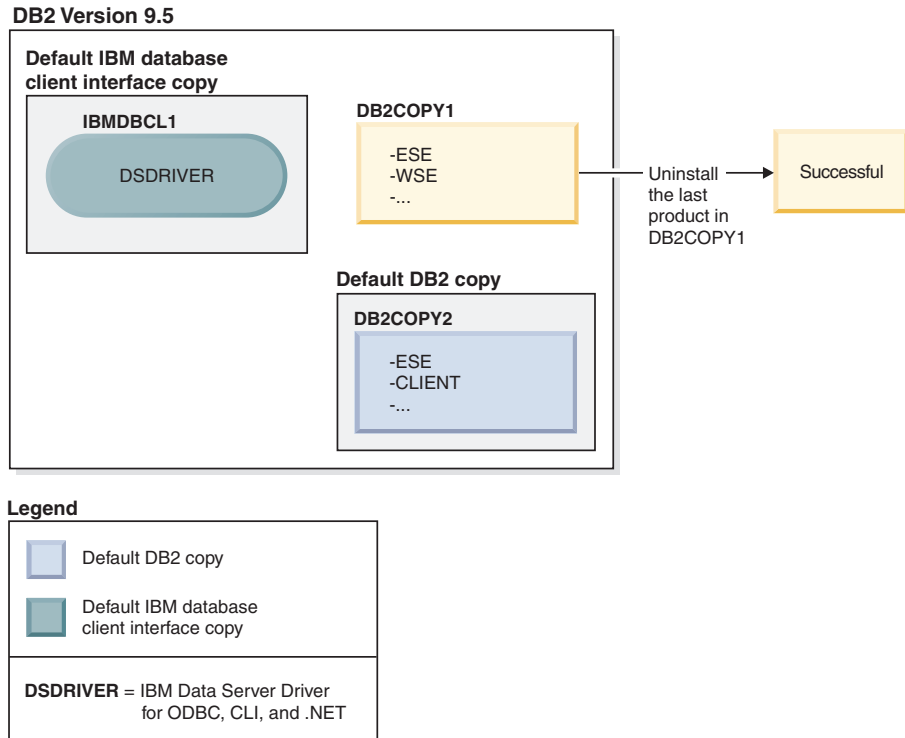 DB2 Version 9.5
Default IBM database
client interface copy
IBMDBCL1
DSDRIVER
DB2COPY1
-ESE
-WSE
-...
Uninstall
the last
product in
DB2COPY1
Successful
Default DB2 copy
DB2COPY2
-ESE
-CLIENT
-...
Legend
Default DB2 copy
Default IBM database
client interface copy
DSDRIVER = IBM Data Server Driver
for ODBC, CLI, and .NET